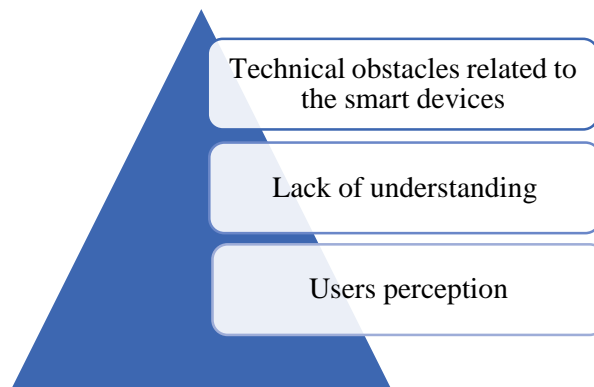 Technical obstacles related to
the smart devices
Lack of understanding
Users perception